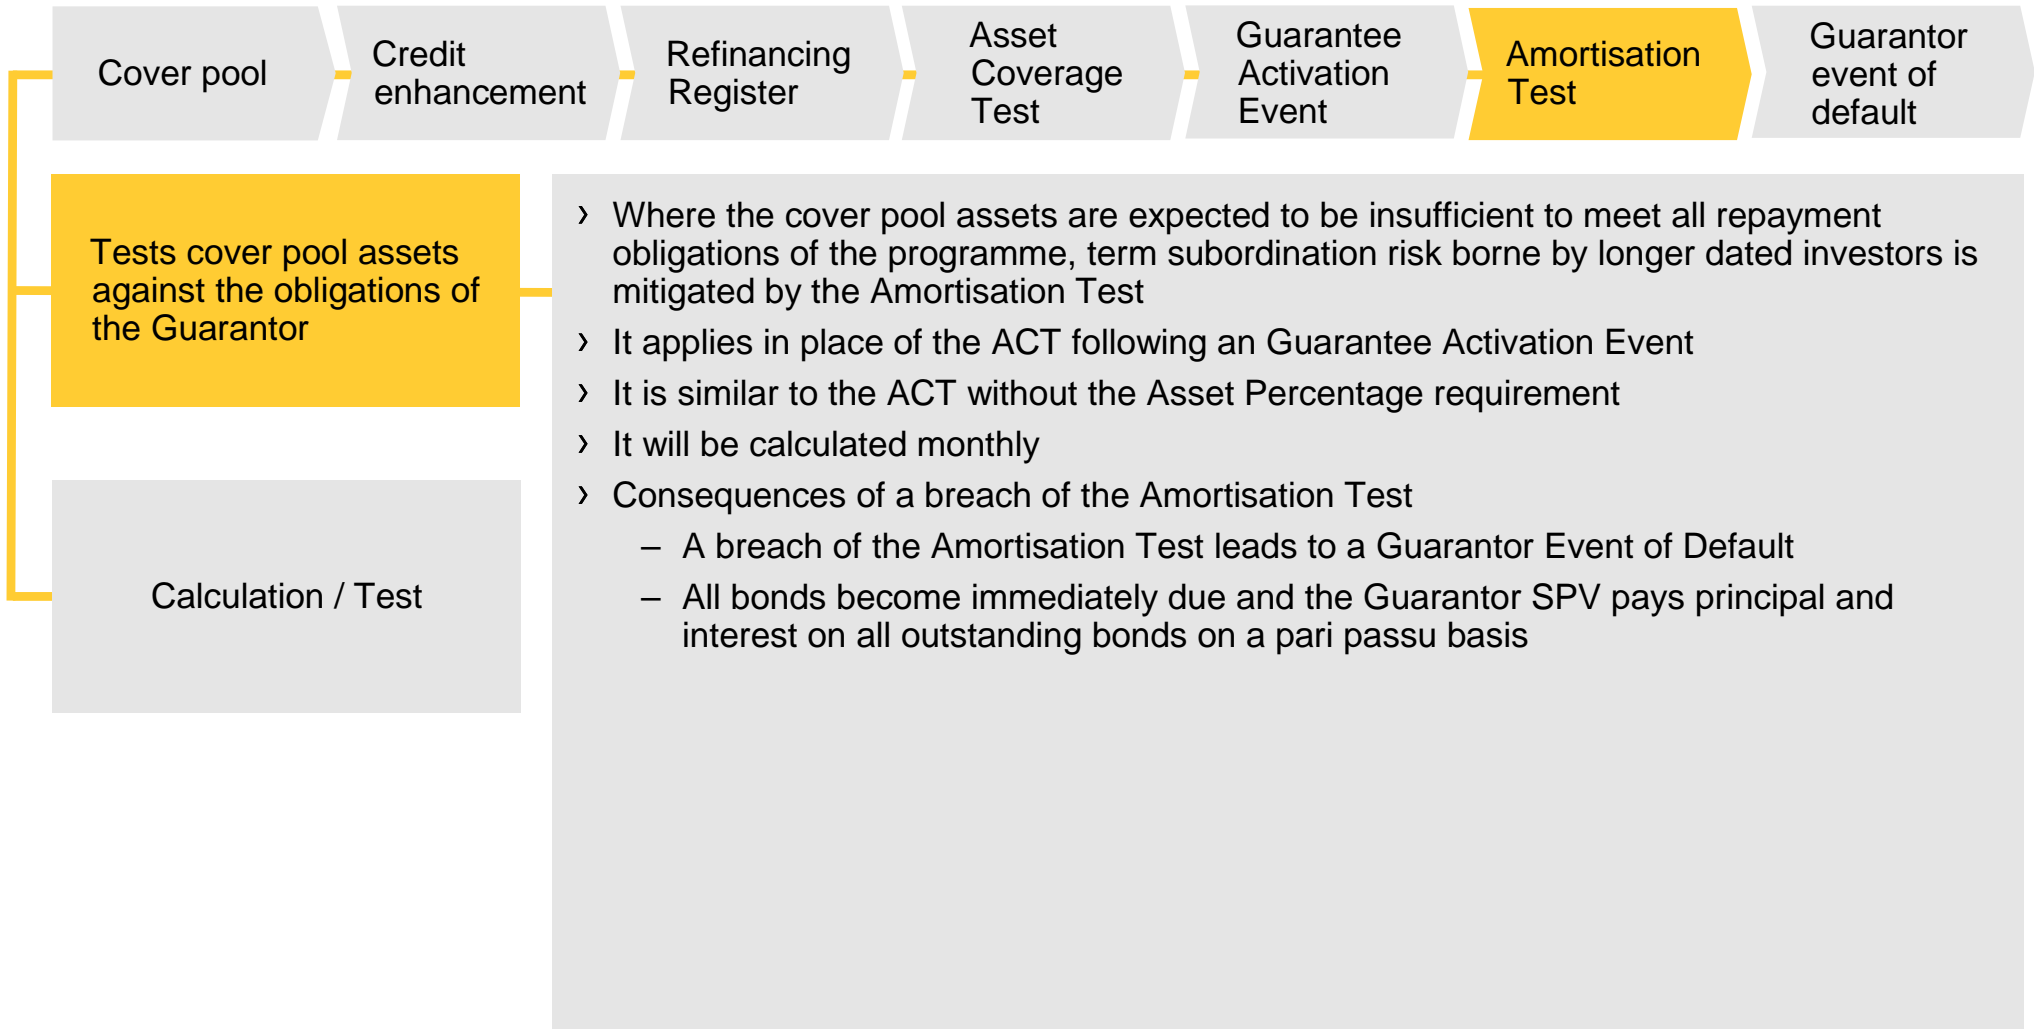 Cover pool
Credit
enhancement
Refinancing
Register
Asset
Coverage
Test
Guarantee
Activation
Event
Amortisation
Test
Guarantor
event of
default
Tests cover pool assets
against the obligations of
the Guarantor
Calculation / Test
› Where the cover pool assets are expected to be insufficient to meet all repayment
obligations of the programme, term subordination risk borne by longer dated investors is
mitigated by the Amortisation Test
› It applies in place of the ACT following an Guarantee Activation Event
› It is similar to the ACT without the Asset Percentage requirement
› It will be calculated monthly
› Consequences of a breach of the Amortisation Test
– A breach of the Amortisation Test leads to a Guarantor Event of Default
– All bonds become immediately due and the Guarantor SPV pays principal and
interest on all outstanding bonds on a pari passu basis